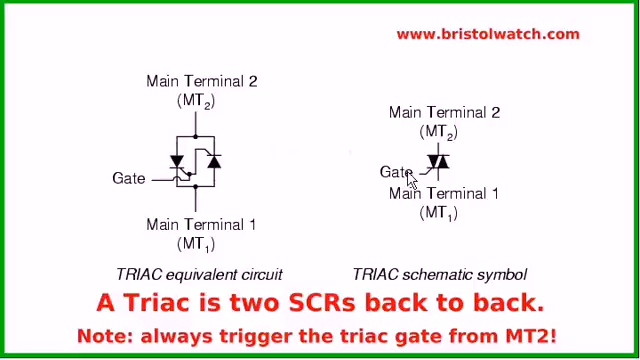 www.bristolwatch.com
Main Terminal 2
(MT2)
Gate
Main Terminal 1
(MT1)
TRIAC equivalent circuit
Main Terminal 2
(MT2)
Gate
Main Terminal 1
(MT1)
TRIAC schematic symbol
A Triac is two SCRs back to back.
Note: always trigger the triac gate from MT2!